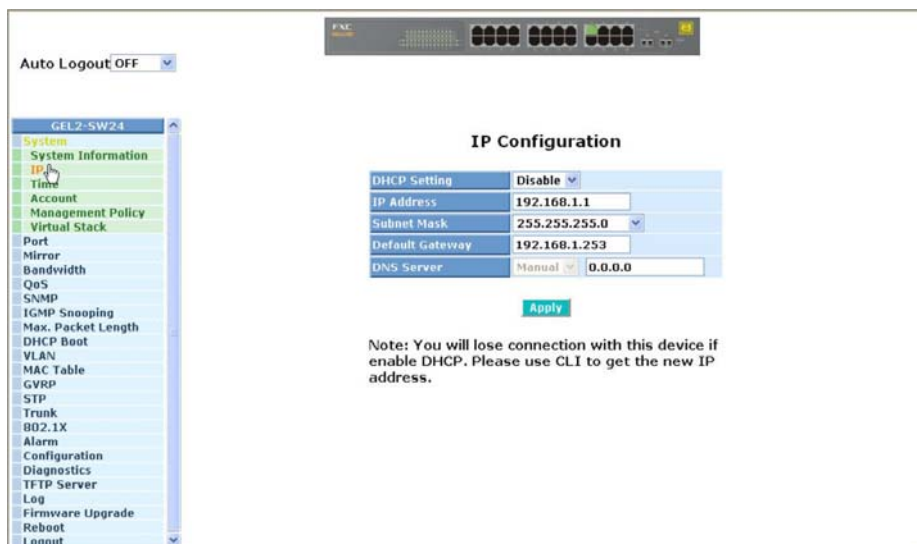 FXC
Auto Logout OFF
GEL2-SW24
System
System Information
IP
Time
Account
Management Policy
Virtual Stack
Port
Mirror
Bandwidth
QoS
SNMP
IGMP Snooping
Max. Packet Length
DHCP Boot
VLAN
MAC Table
GVRP
STP
Trunk
802.1X
Alarm
Configuration
Diagnostics
TFTP Server
Log
Firmware Upgrade
Reboot
Logout
IP Configuration
DHCP Setting Disable
IP Address 192.168.1.1
Subnet Mask 255.255.255.0
Default Gateway 192.168.1.253
DNS Server Manual 0.0.0.0
Apply
Note: You will lose connection with this device if
enable DHCP. Please use CLI to get the new IP
address.